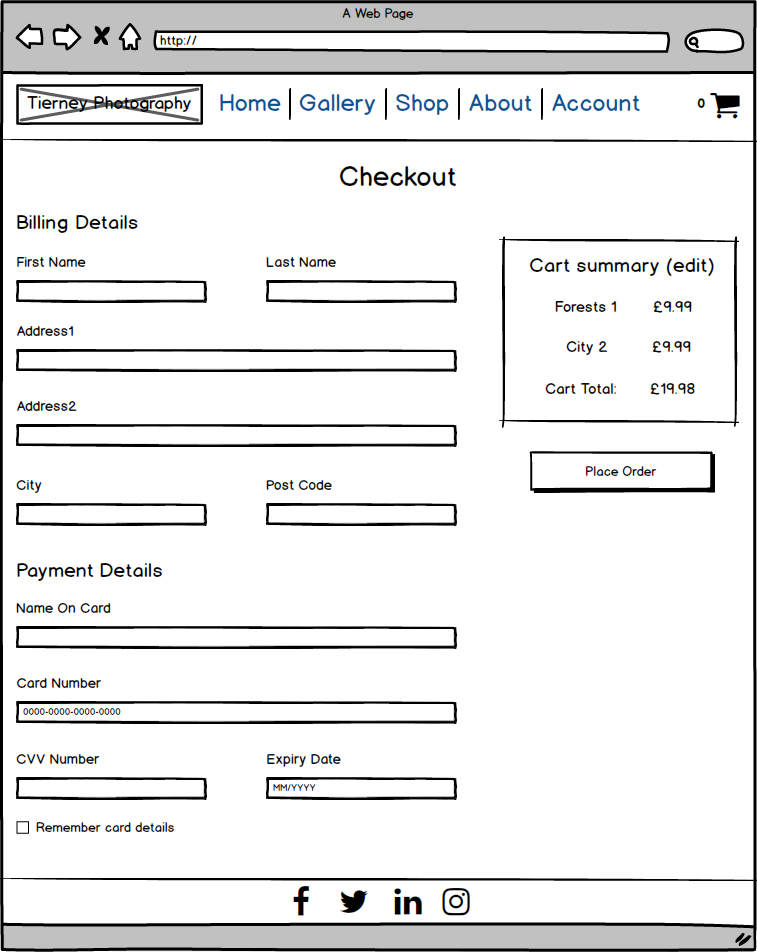 A Web Page
http://
Tierney Photography Home Gallery Shop About Account 0
Checkout
Billing Details
First Name Last Name
Address1
Address2
City Post Code
Cart summary (edit)
Forests 1 £9.99
City 2 £9.99
Cart Total: £19.98
Place Order
Payment Details
Name On Card
Card Number
0000-0000-0000-0000
CVV Number Expiry Date
MM/YYYY
Remember card details